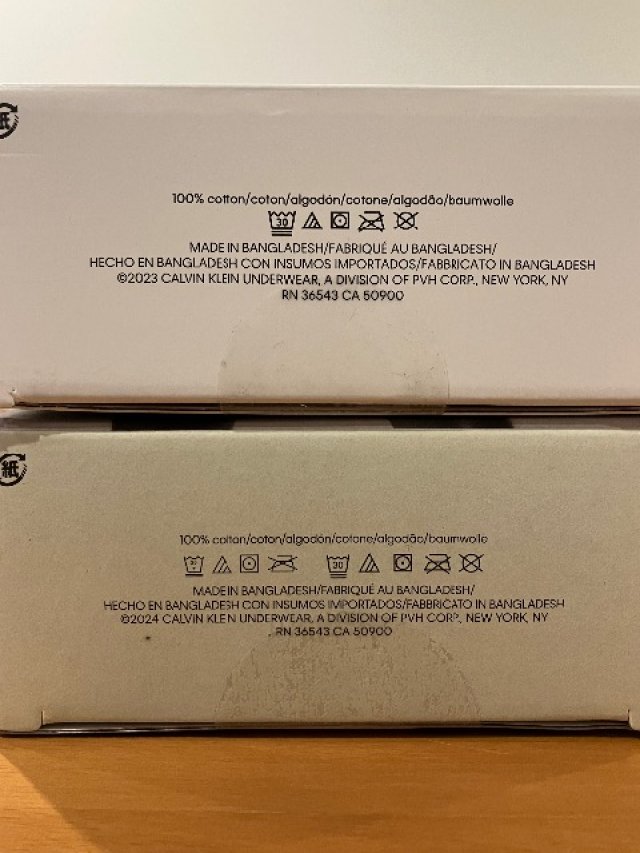 紙
100% cotton/coton/algodón/cotone/algodão/baumwolle
30
MADE IN BANGLADESH/FABRIQUÉ AU BANGLADESH/
HECHO EN BANGLADESH CON INSUMOS IMPORTADOS/FABBRICATO IN BANGLADESH
©2023 CALVIN KLEIN UNDERWEAR, A DIVISION OF PVH CORP., NEW YORK, NY
RN 36543 CA 50900
紙
100% cotton/coton/algodón/cotone/algodão/baumwolle
30 30
MADE IN BANGLADESH/FABRIQUÉ AU BANGLADESH/
HECHO EN BANGLADESH CON INSUMOS IMPORTADOS/FABBRICATO IN BANGLADESH
©2024 CALVIN KLEIN UNDERWEAR, A DIVISION OF PVH CORP., NEW YORK, NY
RN 36543 CA 50900